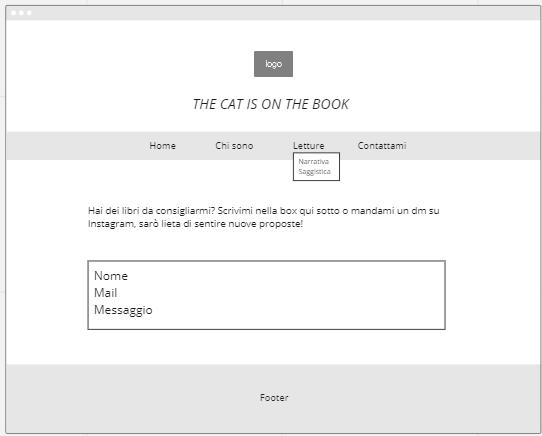 logo
THE CAT IS ON THE BOOK
Home Chi sono Letture Contattami
Narrativa
Saggistica
Hai dei libri da consigliarmi? Scrivimi nella box qui sotto o mandami un dm su
Instagram, sarò lieta di sentire nuove proposte!
Nome
Mail
Messaggio
Footer